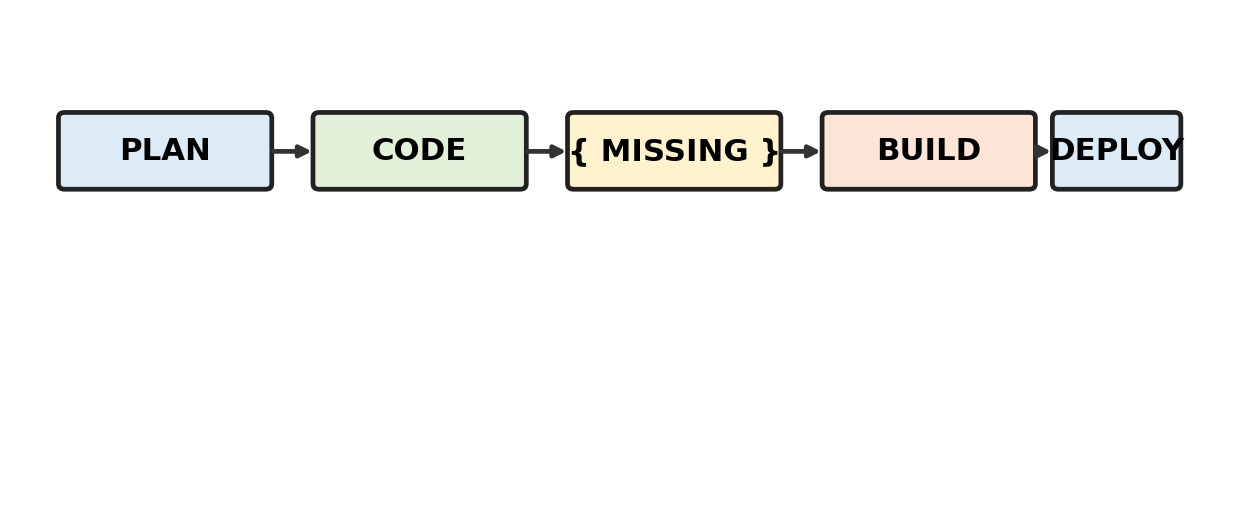 PLAN CODE { MISSING } BUILD DEPLOY